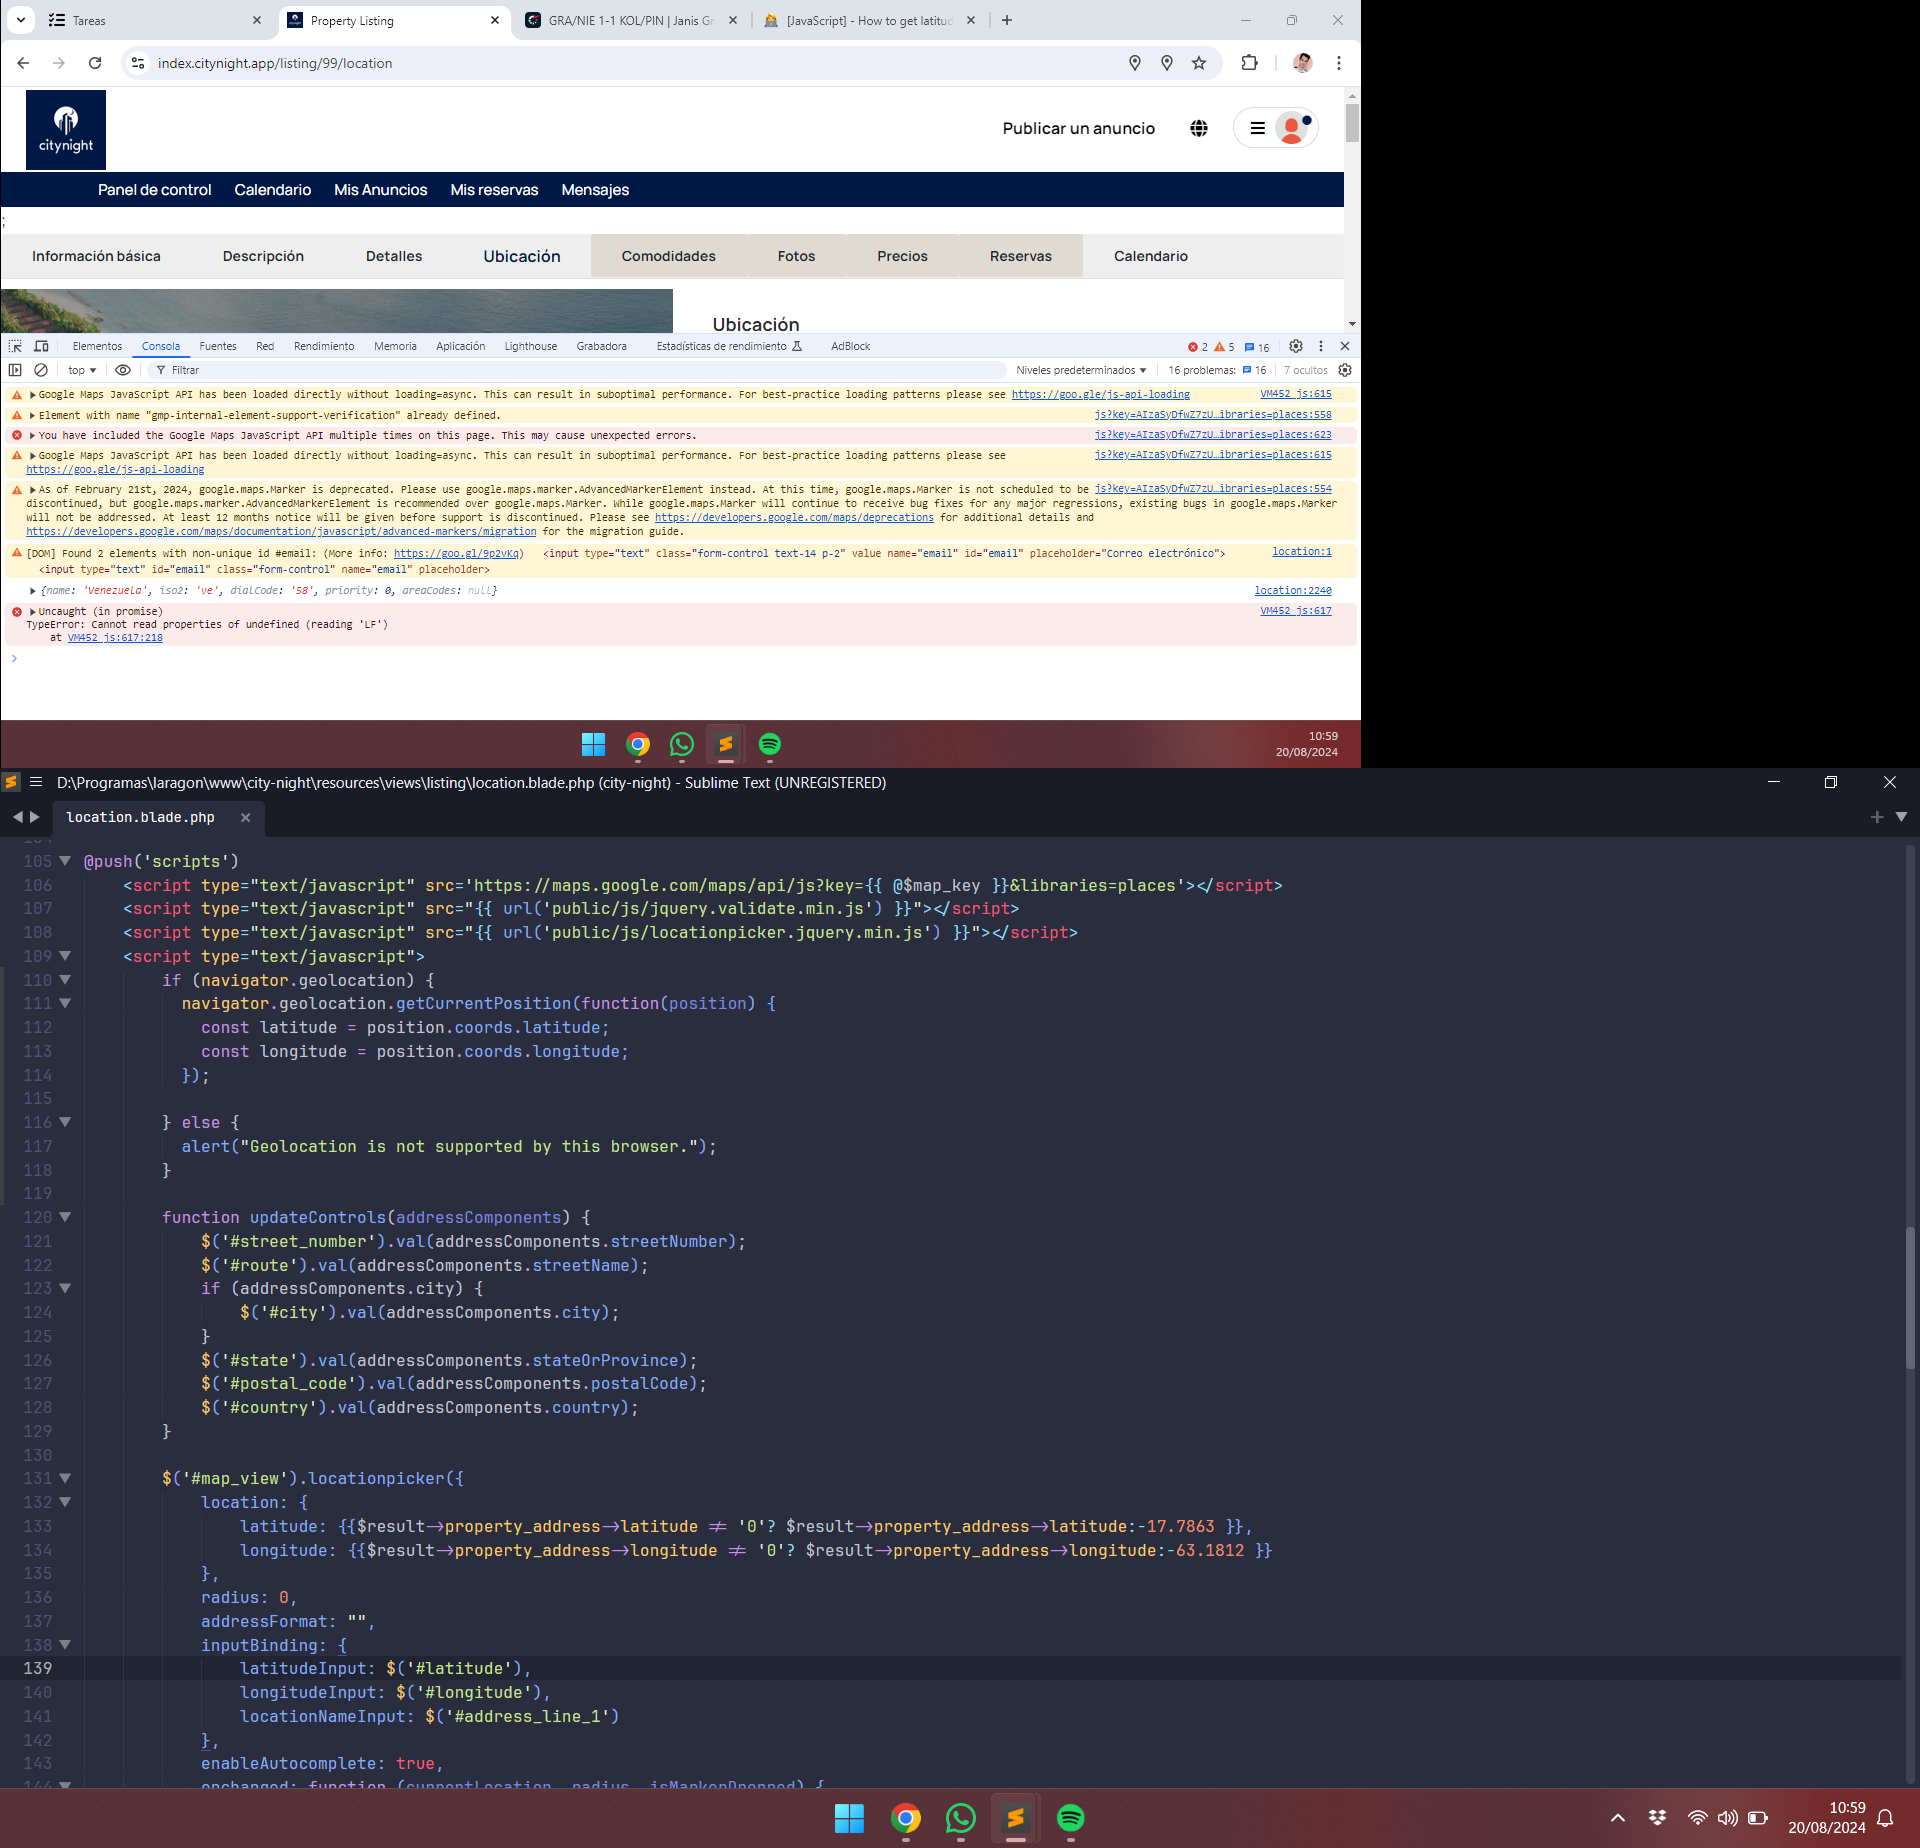 Tareas
Property Listing
GRA/NIE 1-1 KOL/PIN | Janis Gr
[JavaScript] - How to get latitud
index.citynight.app/listing/99/location
citynight
Publicar un anuncio
Panel de control Calendario Mis Anuncios Mis reservas Mensajes
;
Información básica Descripción Detalles Ubicación Comodidades Fotos Precios Reservas Calendario
Ubicación
Elementos Consola Fuentes Red Rendimiento Memoria Aplicación Lighthouse Grabadora Estadísticas de rendimiento AdBlock 2 5 16
top Filtrar Niveles predeterminados 16 problemas: 16 7 ocultos
Google Maps JavaScript API has been loaded directly without loading=async. This can result in suboptimal performance. For best-practice loading patterns please see https://goo.gle/js-api-loading VM452 js:615
Element with name "gmp-internal-element-support-verification" already defined. js?key=AIzaSyDfwZ7zU…ibraries=places:558
You have included the Google Maps JavaScript API multiple times on this page. This may cause unexpected errors. js?key=AIzaSyDfwZ7zU…ibraries=places:623
Google Maps JavaScript API has been loaded directly without loading=async. This can result in suboptimal performance. For best-practice loading patterns please see js?key=AIzaSyDfwZ7zU…ibraries=places:615
https://goo.gle/js-api-loading
As of February 21st, 2024, google.maps.Marker is deprecated. Please use google.maps.marker.AdvancedMarkerElement instead. At this time, google.maps.Marker is not scheduled to be js?key=AIzaSyDfwZ7zU…ibraries=places:554
discontinued, but google.maps.marker.AdvancedMarkerElement is recommended over google.maps.Marker. While google.maps.Marker will continue to receive bug fixes for any major regressions, existing bugs in google.maps.Marker
will not be addressed. At least 12 months notice will be given before support is discontinued. Please see https://developers.google.com/maps/deprecations for additional details and
https://developers.google.com/maps/documentation/javascript/advanced-markers/migration for the migration guide.
[DOM] Found 2 elements with non-unique id #email: (More info: https://goo.gl/9p2vKq) <input type="text" class="form-control text-14 p-2" value name="email" id="email" placeholder="Correo electrónico"> location:1
<input type="text" id="email" class="form-control" name="email" placeholder>
{name: 'Venezuela', iso2: 've', dialCode: '58', priority: 0, areaCodes: null} location:2240
Uncaught (in promise) VM452 js:617
TypeError: Cannot read properties of undefined (reading 'LF')
at VM452 js:617:218
10:59
20/08/2024
D:\Programas\laragon\www\city-night\resources\views\listing\location.blade.php (city-night) - Sublime Text (UNREGISTERED)
location.blade.php
105 @push('scripts')
106 <script type="text/javascript" src='https://maps.google.com/maps/api/js?key={{ @$map_key }}&libraries=places'></script>
107 <script type="text/javascript" src="{{ url('public/js/jquery.validate.min.js') }}"></script>
108 <script type="text/javascript" src="{{ url('public/js/locationpicker.jquery.min.js') }}"></script>
109 <script type="text/javascript">
110 if (navigator.geolocation) {
111 navigator.geolocation.getCurrentPosition(function(position) {
112 const latitude = position.coords.latitude;
113 const longitude = position.coords.longitude;
114 });
115
116 } else {
117 alert("Geolocation is not supported by this browser.");
118 }
119
120 function updateControls(addressComponents) {
121 $('#street_number').val(addressComponents.streetNumber);
122 $('#route').val(addressComponents.streetName);
123 if (addressComponents.city) {
124 $('#city').val(addressComponents.city);
125 }
126 $('#state').val(addressComponents.stateOrProvince);
127 $('#postal_code').val(addressComponents.postalCode);
128 $('#country').val(addressComponents.country);
129 }
130
131 $('#map_view').locationpicker({
132 location: {
133 latitude: {{$result->property_address->latitude != '0'? $result->property_address->latitude:-17.7863 }},
134 longitude: {{$result->property_address->longitude != '0'? $result->property_address->longitude:-63.1812 }}
135 },
136 radius: 0,
137 addressFormat: "",
138 inputBinding: {
139 latitudeInput: $('#latitude'),
140 longitudeInput: $('#longitude'),
141 locationNameInput: $('#address_line_1')
142 },
143 enableAutocomplete: true,
144 onchanged: function (currentLocation, radius, isMarkerDropped) {
10:59
20/08/2024